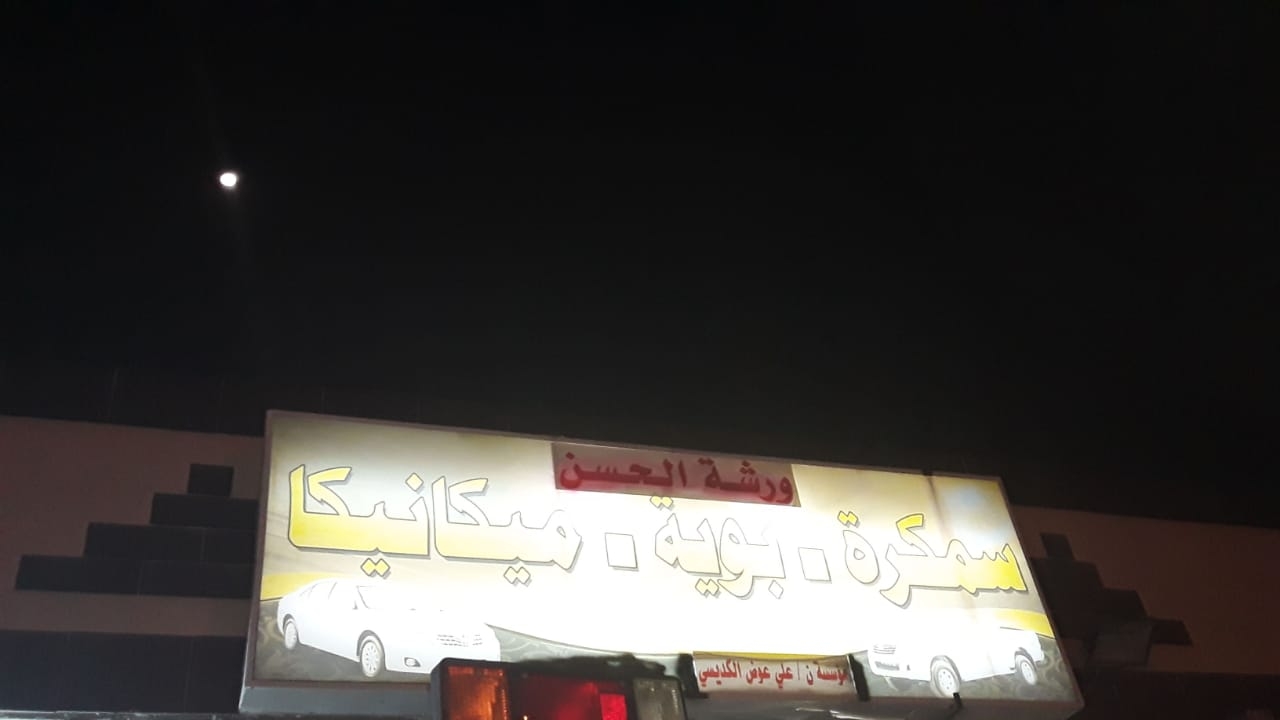 ورشة الحسن
سمكرة . بوية . ميكانيكا
مؤسسة ن / علي عوض الكديسي